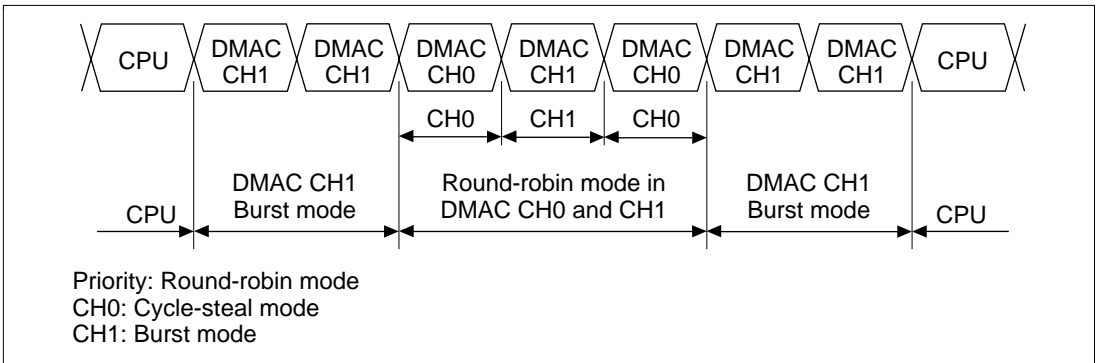 CPU
DMAC CH1
DMAC CH1
DMAC CH0
DMAC CH1
DMAC CH0
DMAC CH1
DMAC CH1
CPU
CH0
CH1
CH0
CPU
DMAC CH1
Burst mode
Round-robin mode in
DMAC CH0 and CH1
DMAC CH1
Burst mode
CPU
Priority: Round-robin mode
CH0: Cycle-steal mode
CH1: Burst mode